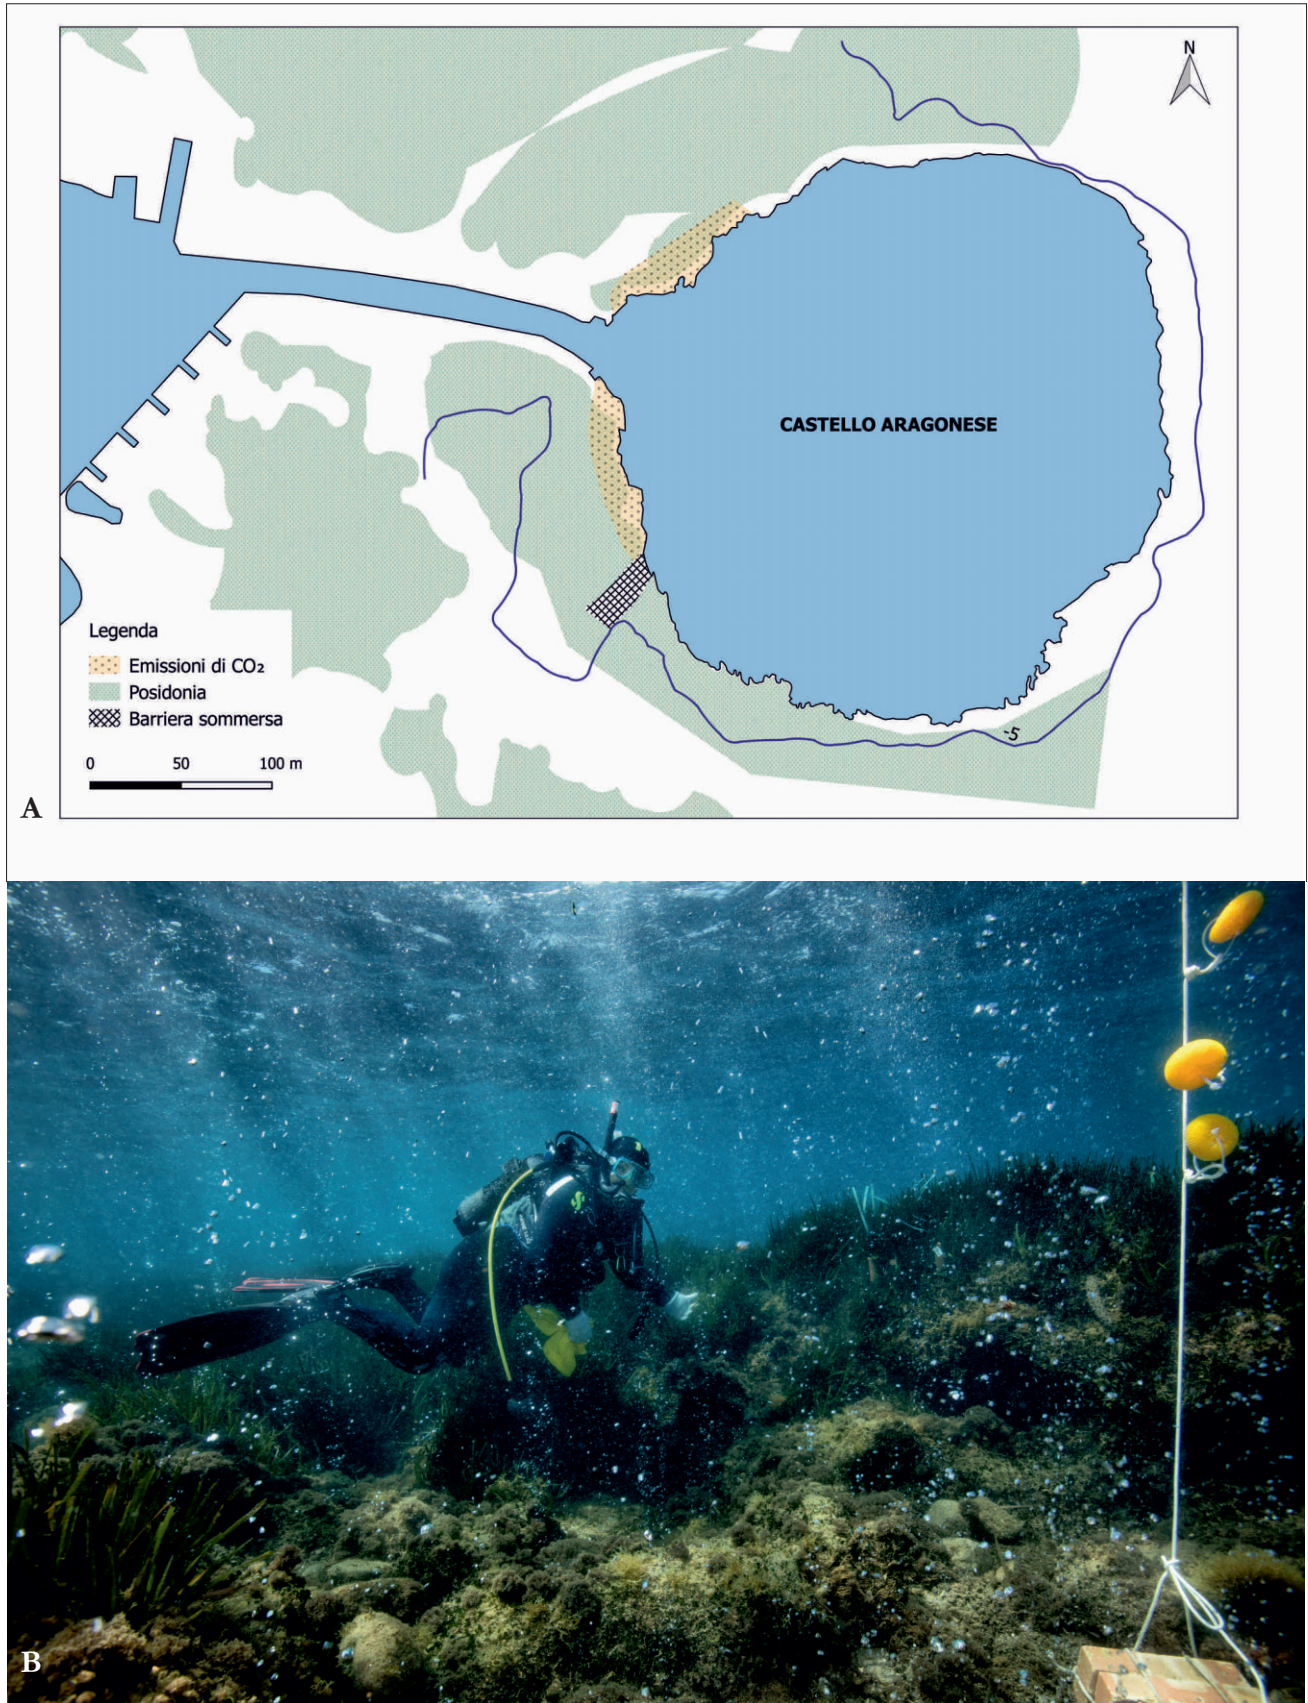 N
CASTELLO ARAGONESE
Legenda
Emissioni di CO₂
Posidonia
Barriera sommersa
0 50 100 m
-5
A
B